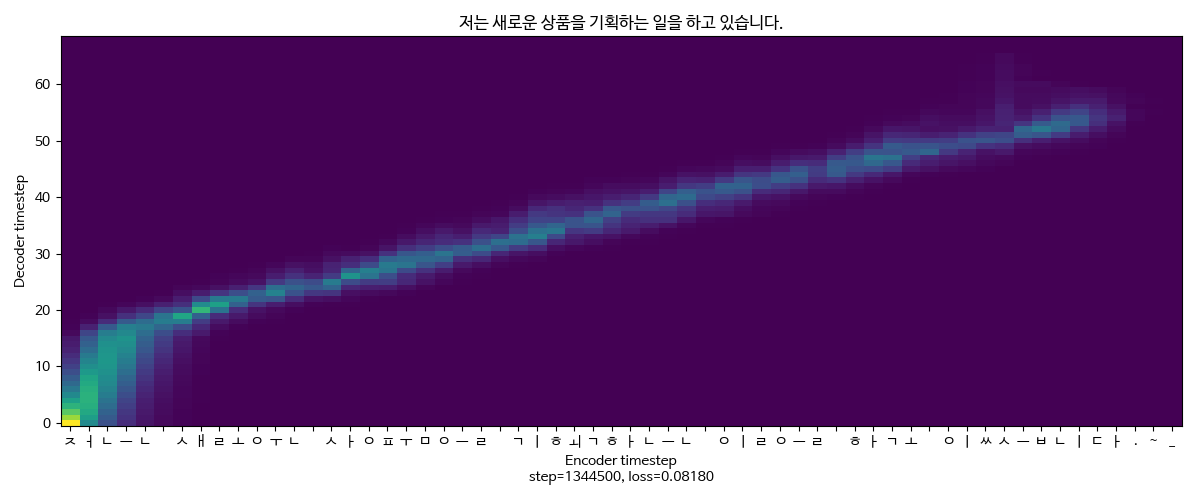 저는 새로운 상품을 기획하는 일을 하고 있습니다.
Decoder timestep
60
50
40
30
20
10
0
ㅈ ㅓ ㄴ ㅡ ㄴ ㅅ ㅐ ㄹ ㅗ ㅇ ㅜ ㄴ ㅅ ㅏ ㅇ ㅍ ㅜ ㅁ ㅇ ㅡ ㄹ ㄱ ㅣ ㅎ ㅚ ㄱ ㅎ ㅏ ㄴ ㅡ ㄴ ㅇ ㅣ ㄹ ㅇ ㅡ ㄹ ㅎ ㅏ ㄱ ㅗ ㅇ ㅣ ㅆ ㅅ ㅡ ㅂ ㄴ ㅣ ㄷ ㅏ . ~ _
Encoder timestep
step=1344500, loss=0.08180